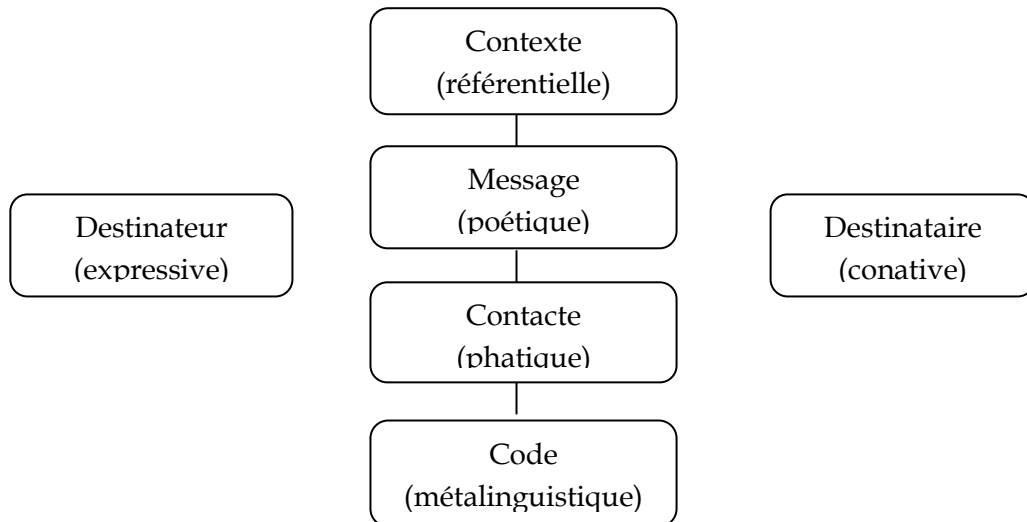 Contexte
(référentielle)
Message
(poétique)
Destinateur
(expressive)
Destinataire
(conative)
Contacte
(phatique)
Code
(métalinguistique)